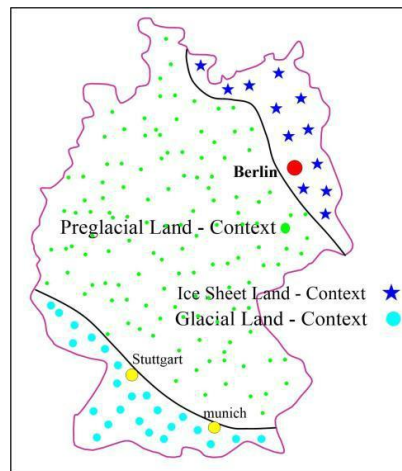 Berlin
Preglacial Land - Context
Ice Sheet Land - Context
Glacial Land - Context
Stuttgart
munich